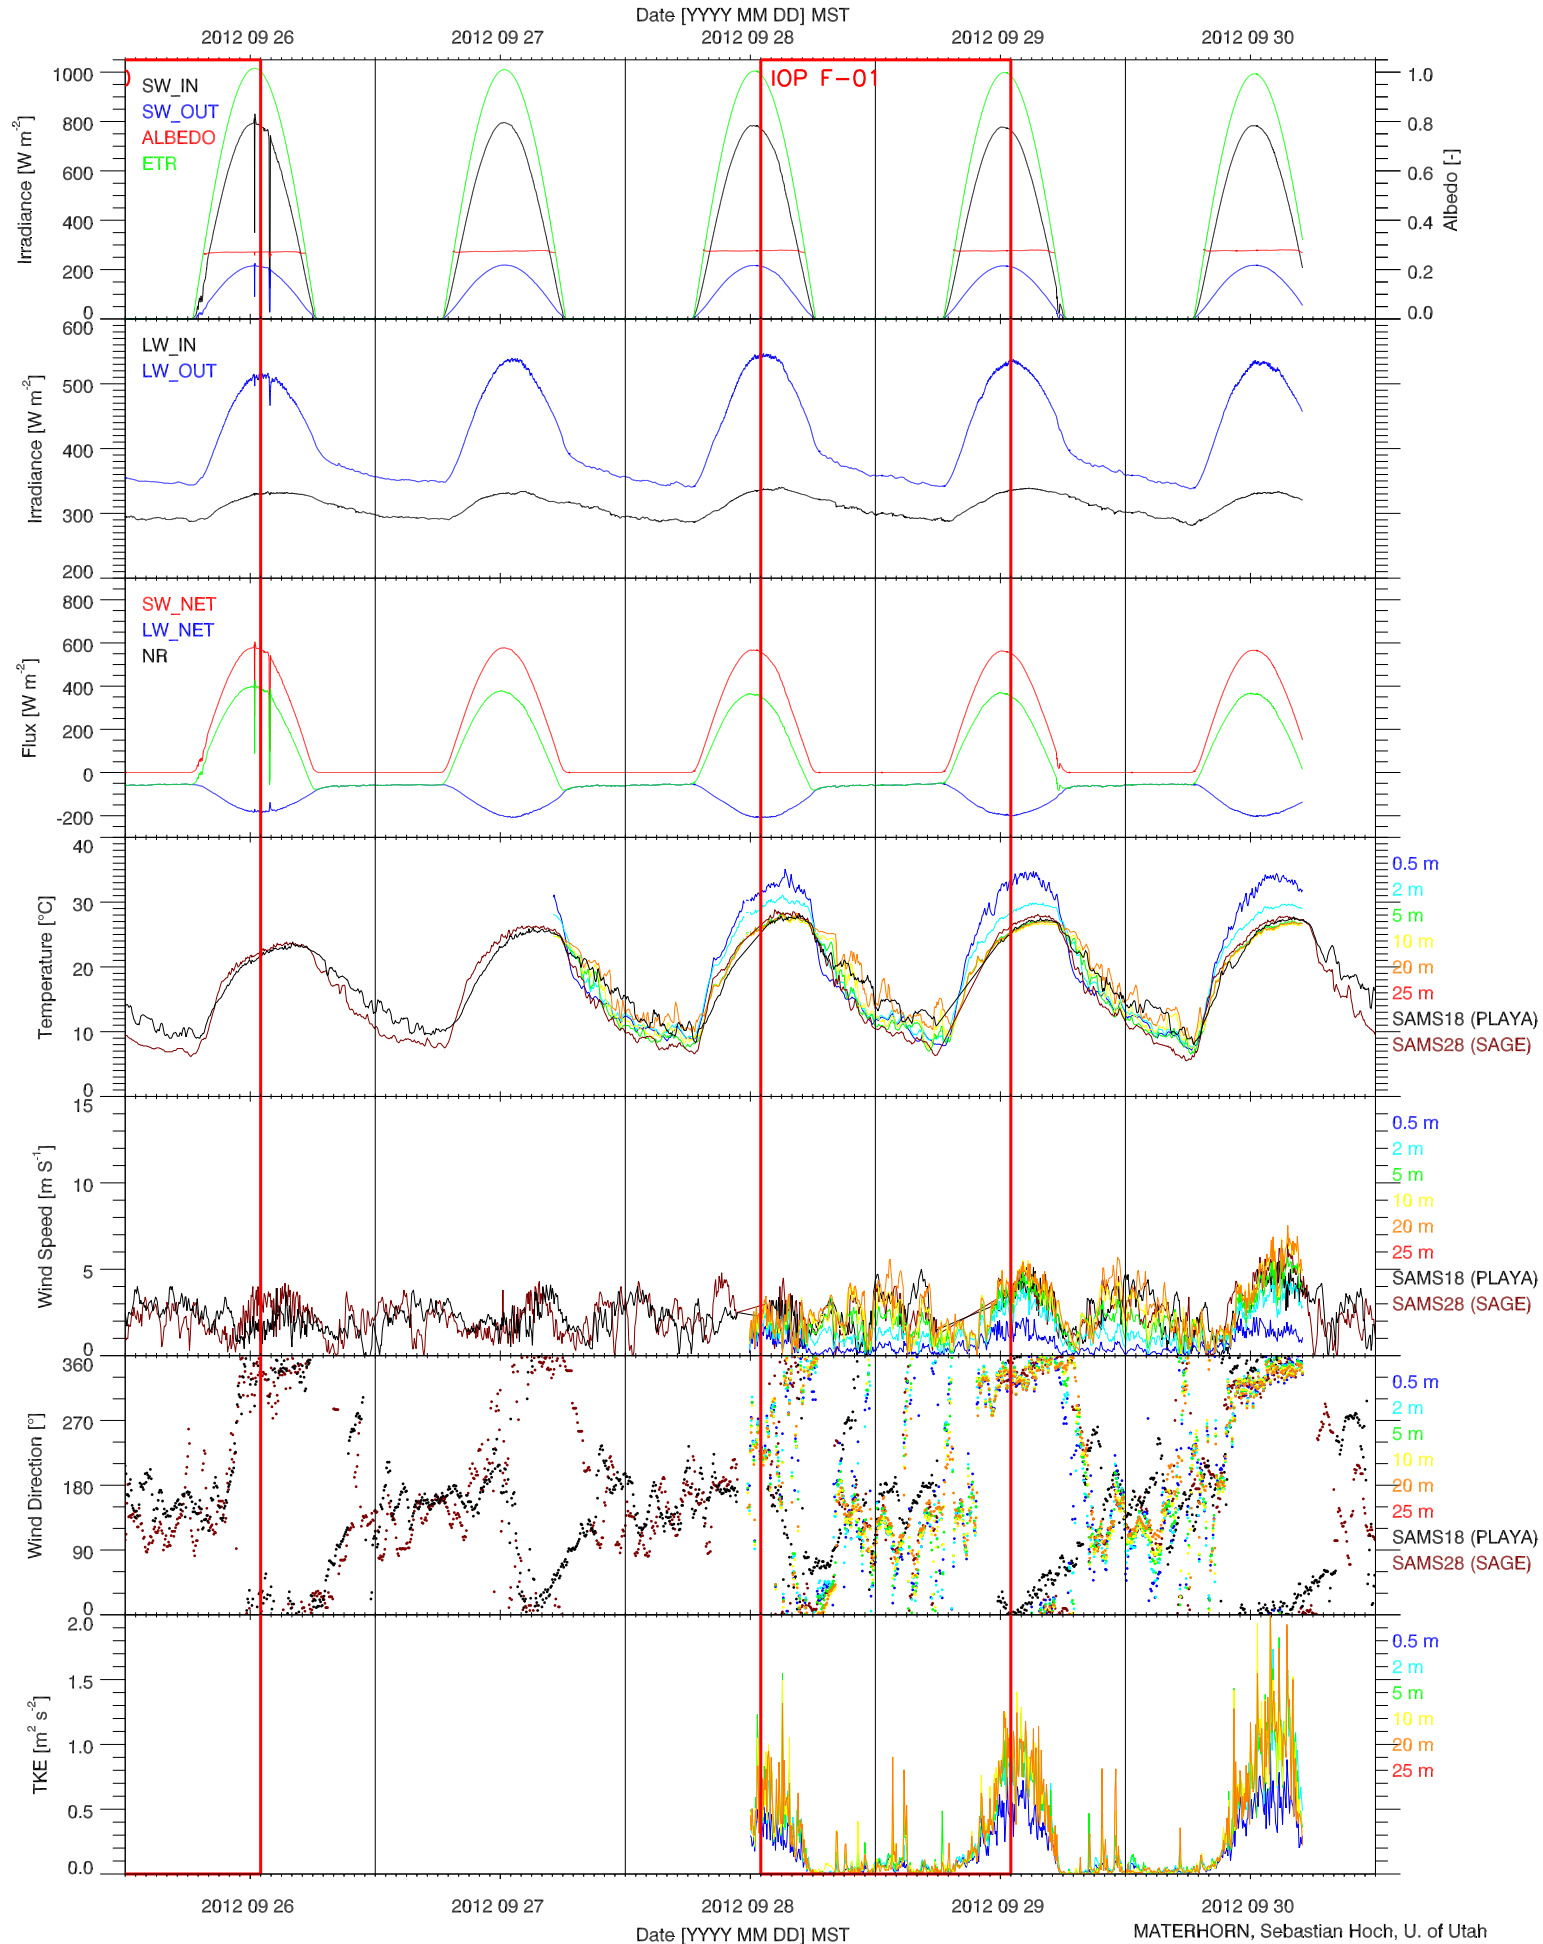 Date [YYYY MM DD] MST
2012 09 26 2012 09 27 2012 09 28 2012 09 29 2012 09 30
IOP F-01
1000
800
600
400
200
0
Irradiance [W m-2]
SW_IN
SW_OUT
ALBEDO
ETR
1.0
0.8
0.6
0.4
0.2
0.0
Albedo [-]
600
500
400
300
200
Irradiance [W m-2]
LW_IN
LW_OUT
800
600
400
200
0
-200
Flux [W m-2]
SW_NET
LW_NET
NR
40
30
20
10
0
Temperature [°C]
0.5 m
2 m
5 m
10 m
20 m
25 m
SAMS18 (PLAYA)
SAMS28 (SAGE)
15
10
5
0
Wind Speed [m S-1]
0.5 m
2 m
5 m
10 m
20 m
25 m
SAMS18 (PLAYA)
SAMS28 (SAGE)
360
270
180
90
0
Wind Direction [°]
0.5 m
2 m
5 m
10 m
20 m
25 m
SAMS18 (PLAYA)
SAMS28 (SAGE)
2.0
1.5
1.0
0.5
0.0
TKE [m2 s-2]
0.5 m
2 m
5 m
10 m
20 m
25 m
2012 09 26 2012 09 27 2012 09 28 2012 09 29 2012 09 30
Date [YYYY MM DD] MST
MATERHORN, Sebastian Hoch, U. of Utah